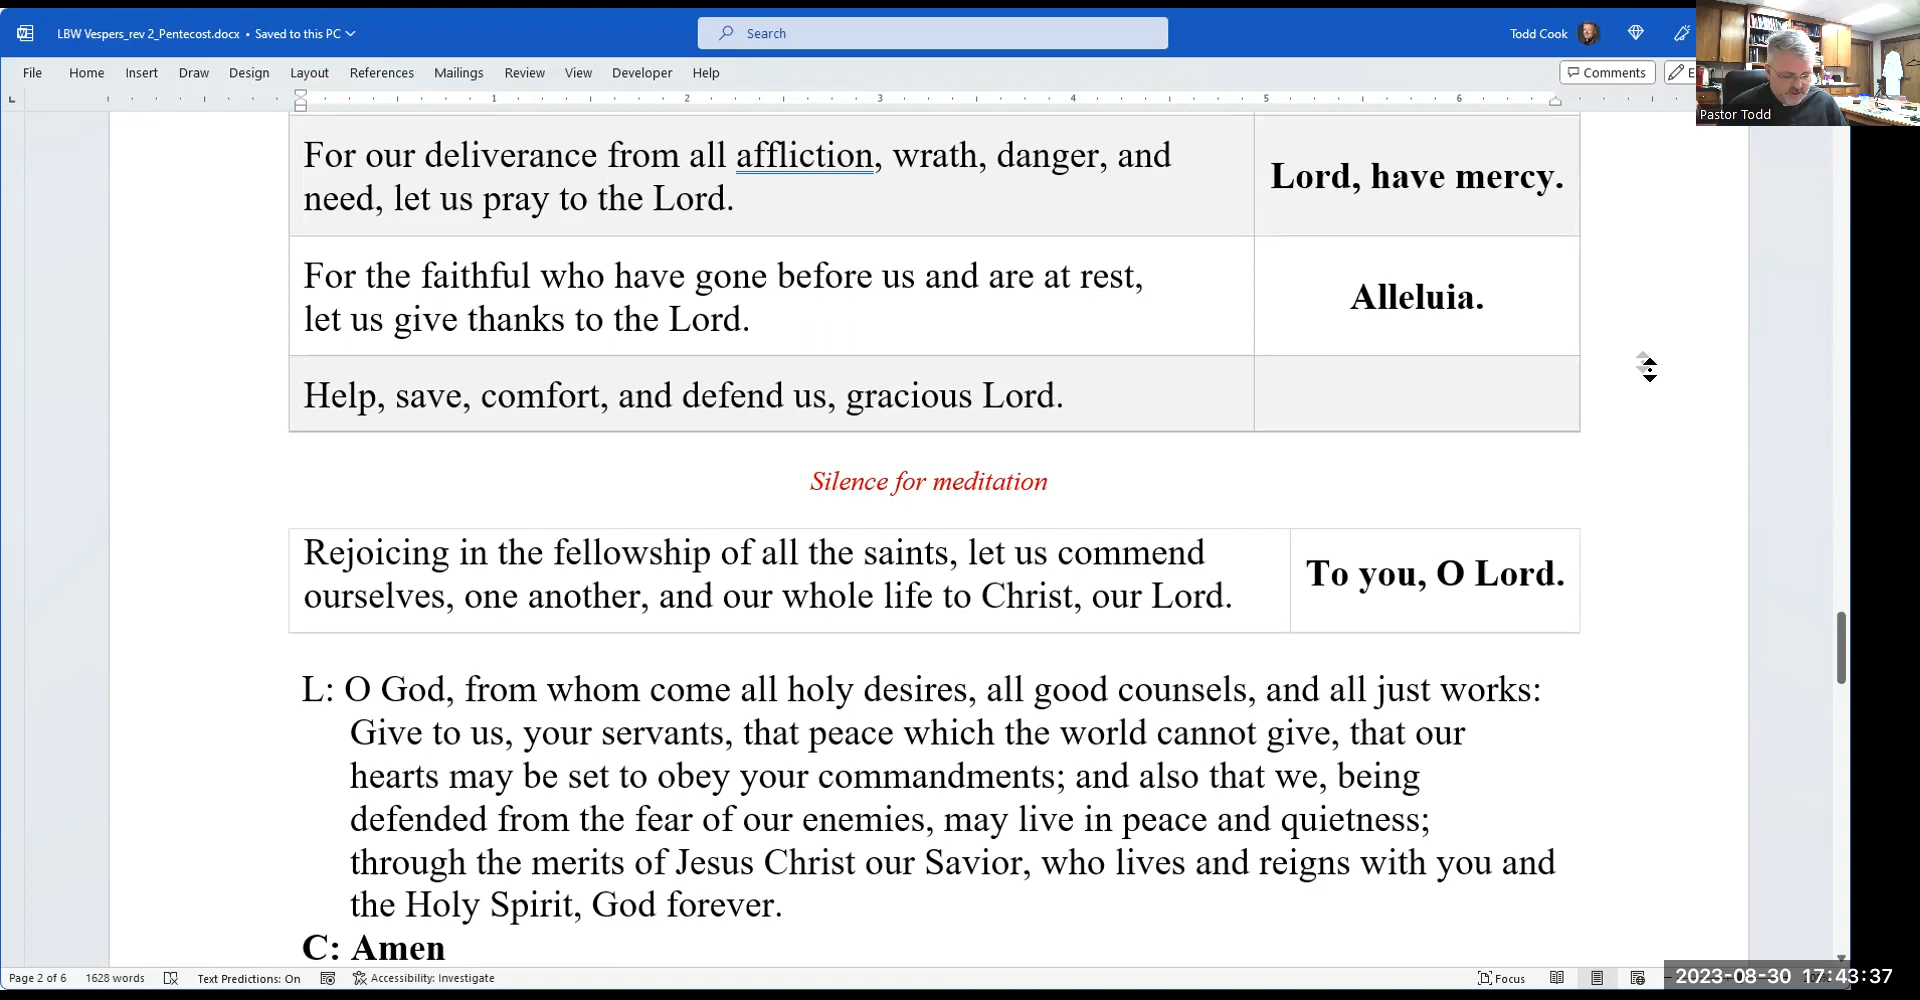 LBW Vespers_rev 2_Pentecost.docx • Saved to this PC
Search
Todd Cook
File Home Insert Draw Design Layout References Mailings Review View Developer Help
Comments
E
Pastor Todd
1 2 3 4 5 6
For our deliverance from all affliction, wrath, danger, and
need, let us pray to the Lord.
Lord, have mercy.
For the faithful who have gone before us and are at rest,
let us give thanks to the Lord.
Alleluia.
Help, save, comfort, and defend us, gracious Lord.
Silence for meditation
Rejoicing in the fellowship of all the saints, let us commend
ourselves, one another, and our whole life to Christ, our Lord.
To you, O Lord.
L: O God, from whom come all holy desires, all good counsels, and all just works:
Give to us, your servants, that peace which the world cannot give, that our
hearts may be set to obey your commandments; and also that we, being
defended from the fear of our enemies, may live in peace and quietness;
through the merits of Jesus Christ our Savior, who lives and reigns with you and
the Holy Spirit, God forever.
C: Amen
Page 2 of 6 1628 words Text Predictions: On Accessibility: Investigate Focus
2023-08-30 17:43:37